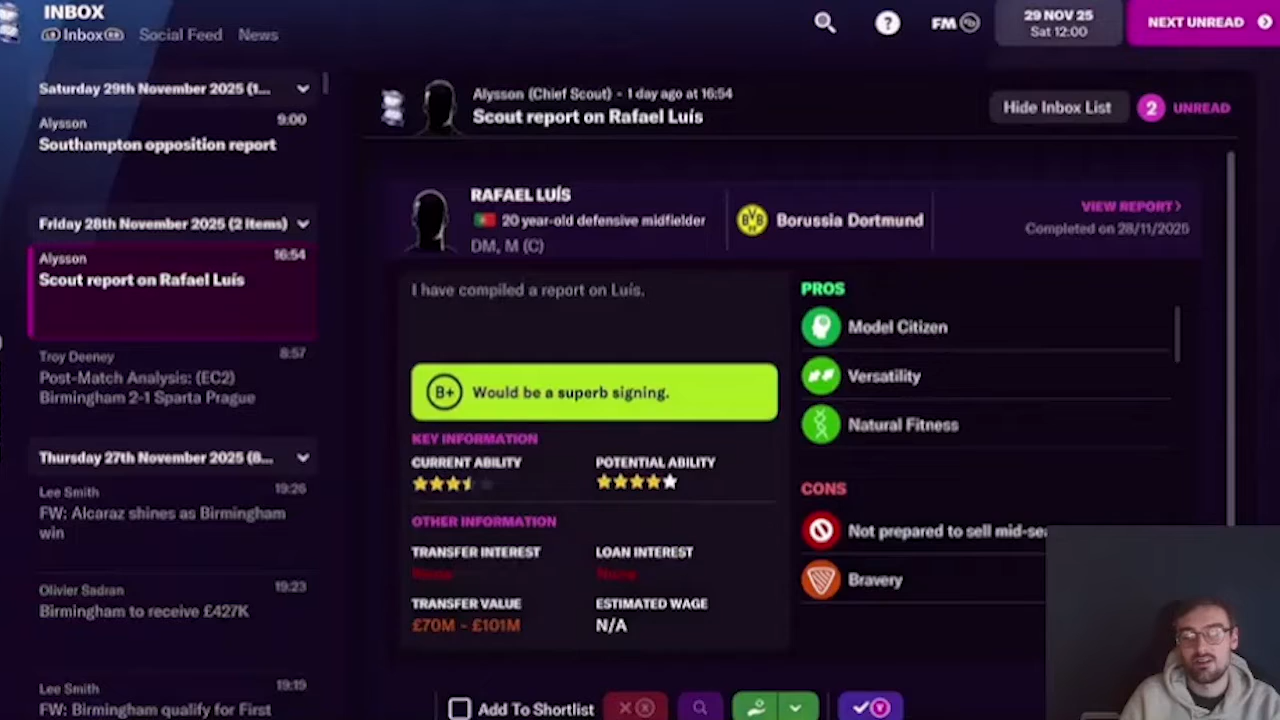 INBOX
Inbox
Social Feed
News
FM
29 NOV 25
Sat 12:00
NEXT UNREAD
Saturday 29th November 2025 (1...
Alysson
9:00
Southampton opposition report
Friday 28th November 2025 (2 items)
Alysson
16:54
Scout report on Rafael Luís
Troy Deeney
8:57
Post-Match Analysis: (EC2)
Birmingham 2-1 Sparta Prague
Thursday 27th November 2025 (8...
Lee Smith
19:26
FW: Alcaraz shines as Birmingham
win
Olivier Sadran
19:23
Birmingham to receive £427K
Lee Smith
19:19
FW: Birmingham qualify for First
Alysson (Chief Scout) - 1 day ago at 16:54
Scout report on Rafael Luís
Hide Inbox List
2 UNREAD
RAFAEL LUÍS
20 year-old defensive midfielder
DM, M (C)
BVB 09
Borussia Dortmund
VIEW REPORT
Completed on 28/11/2025
I have compiled a report on Luís.
B+ Would be a superb signing.
KEY INFORMATION
CURRENT ABILITY
POTENTIAL ABILITY
OTHER INFORMATION
TRANSFER INTEREST
None
LOAN INTEREST
None
TRANSFER VALUE
£70M - £101M
ESTIMATED WAGE
N/A
PROS
Model Citizen
Versatility
Natural Fitness
CONS
Not prepared to sell mid-se
Bravery
Add To Shortlist